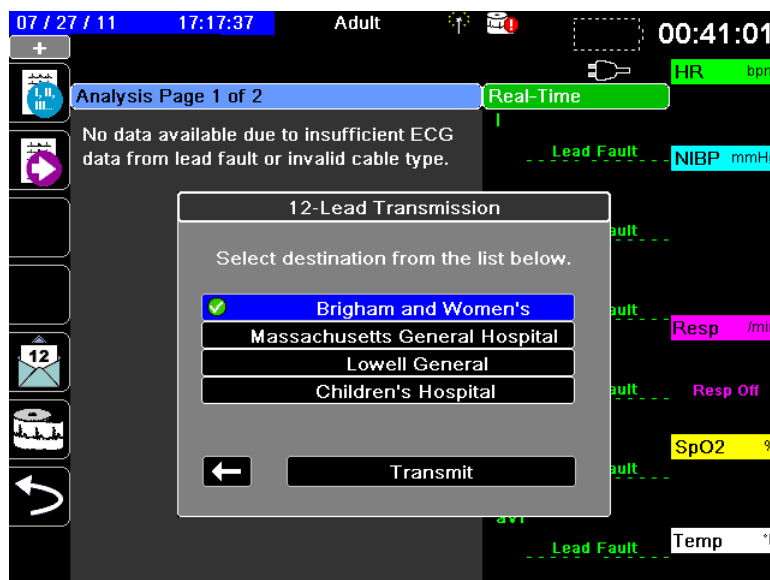 07 / 27 / 11 17:17:37 Adult 00:41:01
+
HR
I, II, III...
Analysis Page 1 of 2 Real-Time
I
No data available due to insufficient ECG
data from lead fault or invalid cable type.
Lead Fault
NIBP
12-Lead Transmission
Select destination from the list below.
Brigham and Women's
Massachusetts General Hospital
Lowell General
Children's Hospital
Resp
12
Resp Off
SpO2
Transmit
Lead Fault
Temp